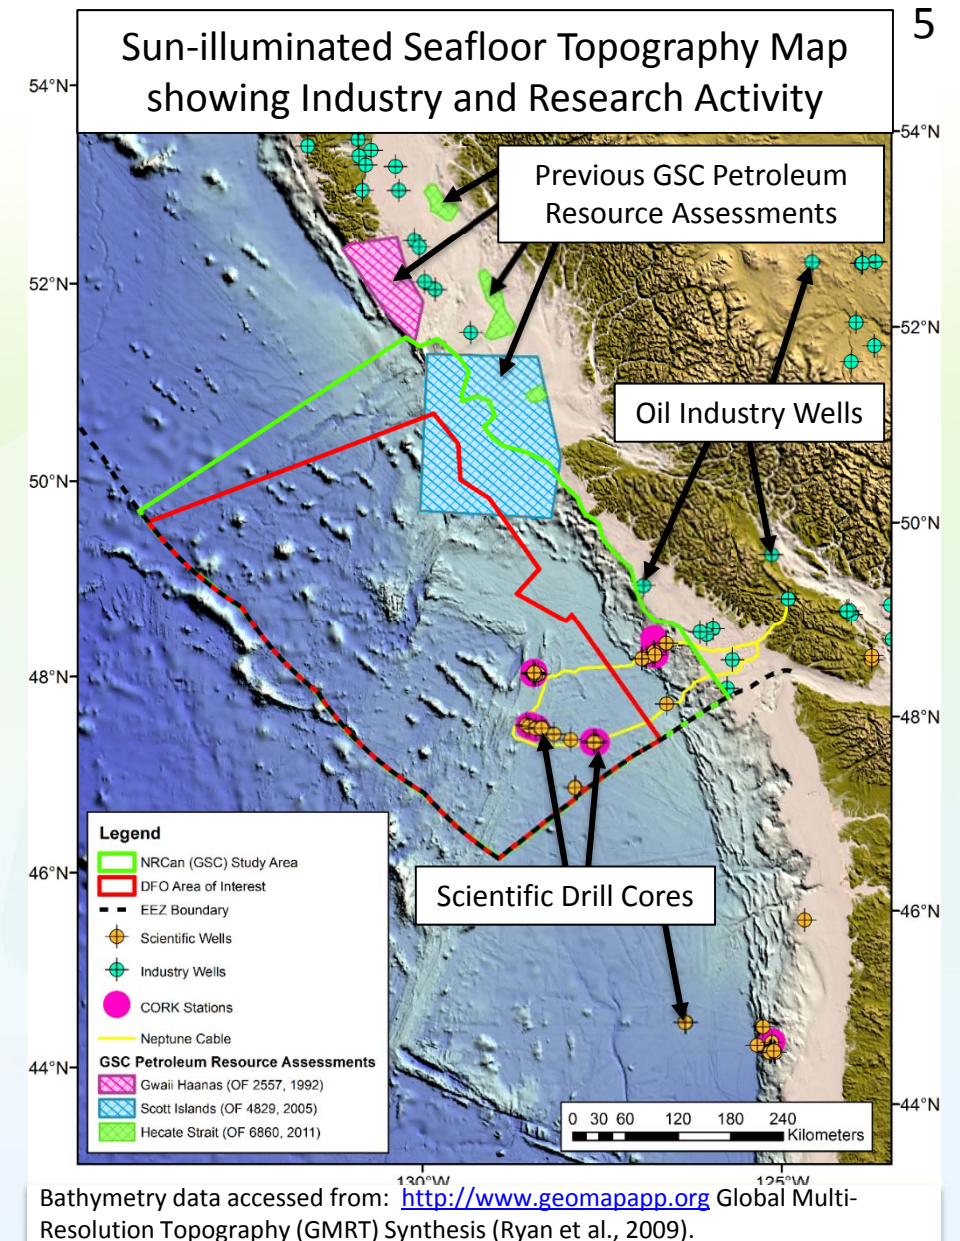 5
Sun-illuminated Seafloor Topography Map
showing Industry and Research Activity
54°N
54°N
Previous GSC Petroleum
Resource Assessments
52°N
52°N
Oil Industry Wells
50°N
50°N
48°N
48°N
Legend
NRCan (GSC) Study Area
DFO Area of Interest
EEZ Boundary
Scientific Wells
Industry Wells
CORK Stations
Neptune Cable
GSC Petroleum Resource Assessments
Gwaii Haanas (OF 2557, 1992)
Scott Islands (OF 4829, 2005)
Hecate Strait (OF 6860, 2011)
46°N
46°N
Scientific Drill Cores
44°N
44°N
0 30 60 120 180 240
Kilometers
130°W
125°W
Bathymetry data accessed from: http://www.geomapapp.org Global Multi-
Resolution Topography (GMRT) Synthesis (Ryan et al., 2009).